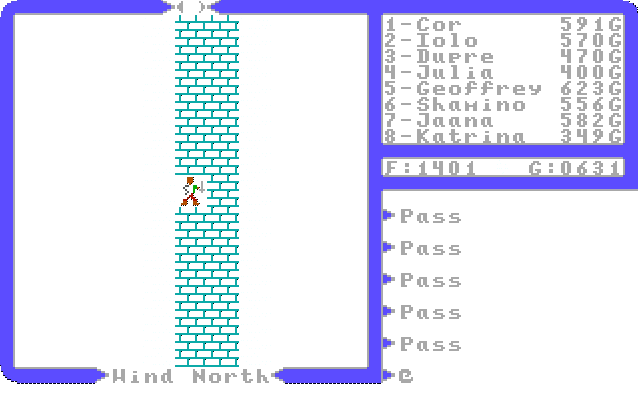 1-Cor 591G
2-Iolo 570G
3-Dupre 470G
4-Julia 400G
5-Geoffrey 623G
6-Shamino 556G
7-Jaana 582G
8-Katrina 349G
F:1401 G:0631
Pass
Pass
Pass
Pass
Pass
Wind North